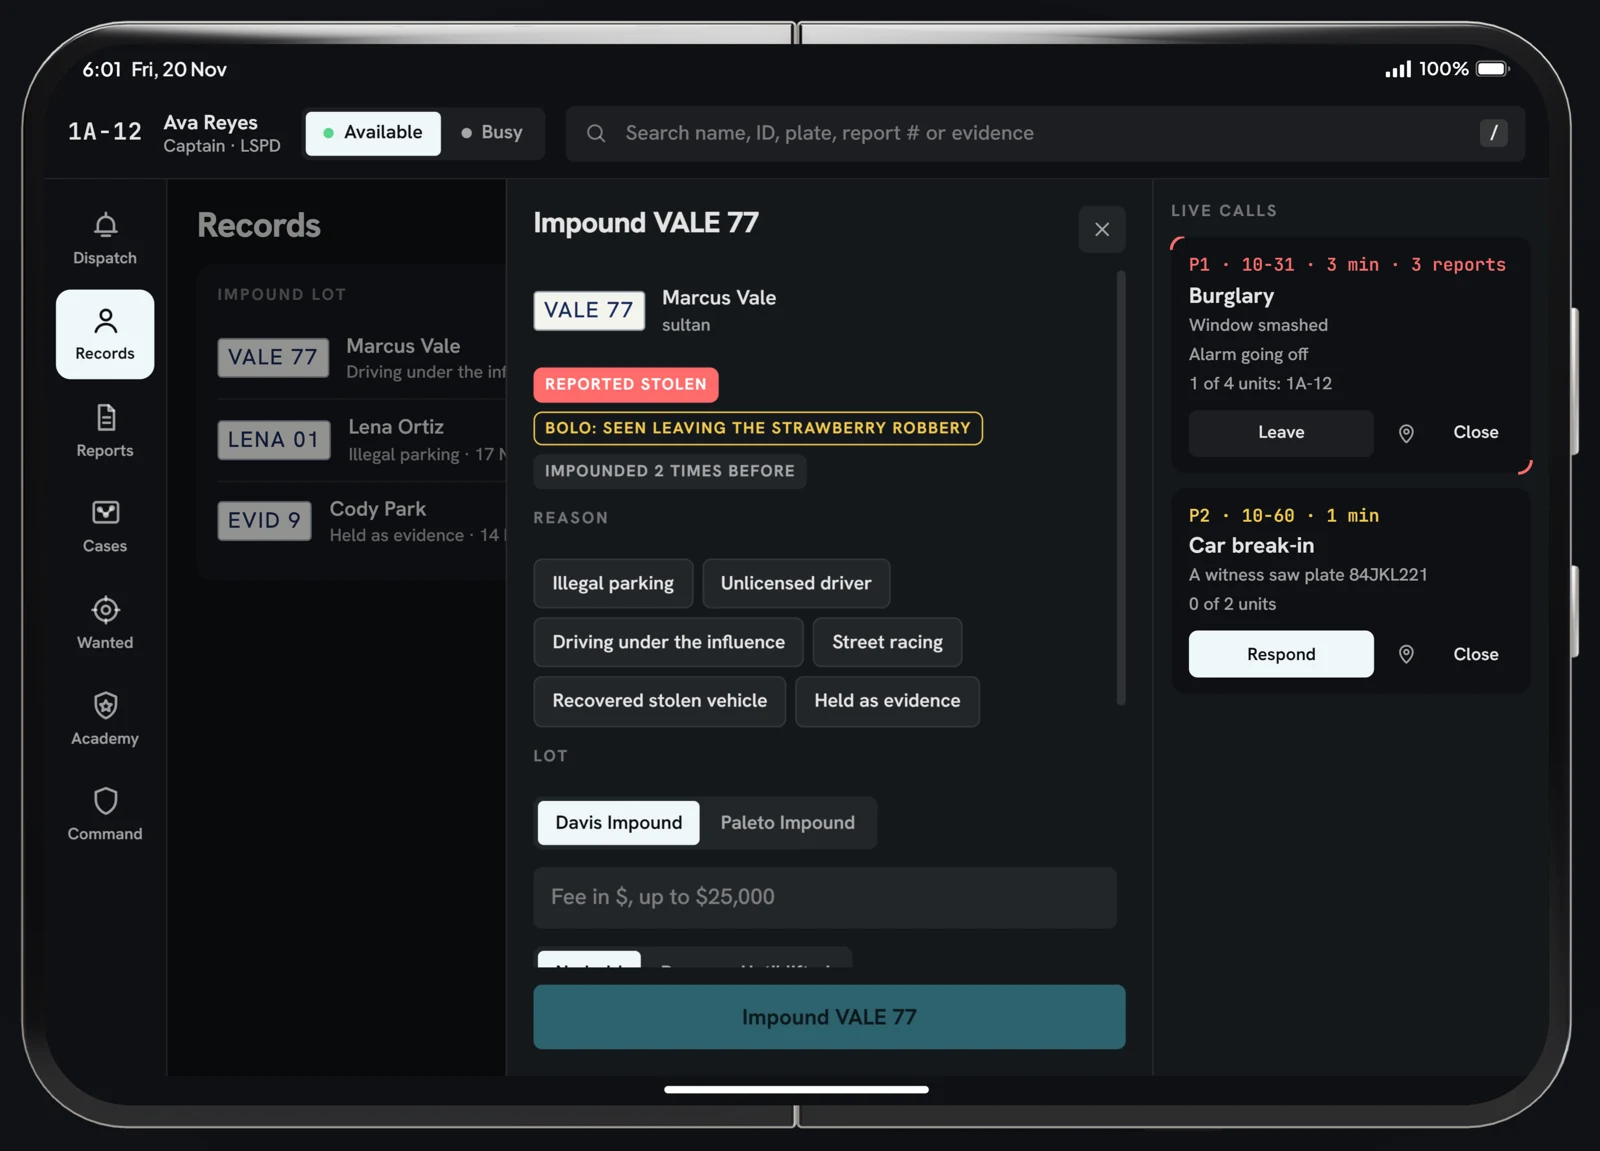 6:01 Fri, 20 Nov
100%
1A-12
Ava Reyes
Captain · LSPD
Available
Busy
Search name, ID, plate, report # or evidence
/
Dispatch
Records
Reports
Cases
Wanted
Academy
Command
Records
IMPOUND LOT
VALE 77
Marcus Vale
Driving under the inf
LENA 01
Lena Ortiz
Illegal parking · 17 N
EVID 9
Cody Park
Held as evidence · 14
Impound VALE 77
VALE 77
Marcus Vale
sultan
REPORTED STOLEN
BOLO: SEEN LEAVING THE STRAWBERRY ROBBERY
IMPOUNDED 2 TIMES BEFORE
REASON
Illegal parking
Unlicensed driver
Driving under the influence
Street racing
Recovered stolen vehicle
Held as evidence
LOT
Davis Impound
Paleto Impound
Fee in $, up to $25,000
Impound VALE 77
LIVE CALLS
P1 · 10-31 · 3 min · 3 reports
Burglary
Window smashed
Alarm going off
1 of 4 units: 1A-12
Leave
Close
P2 · 10-60 · 1 min
Car break-in
A witness saw plate 84JKL221
0 of 2 units
Respond
Close